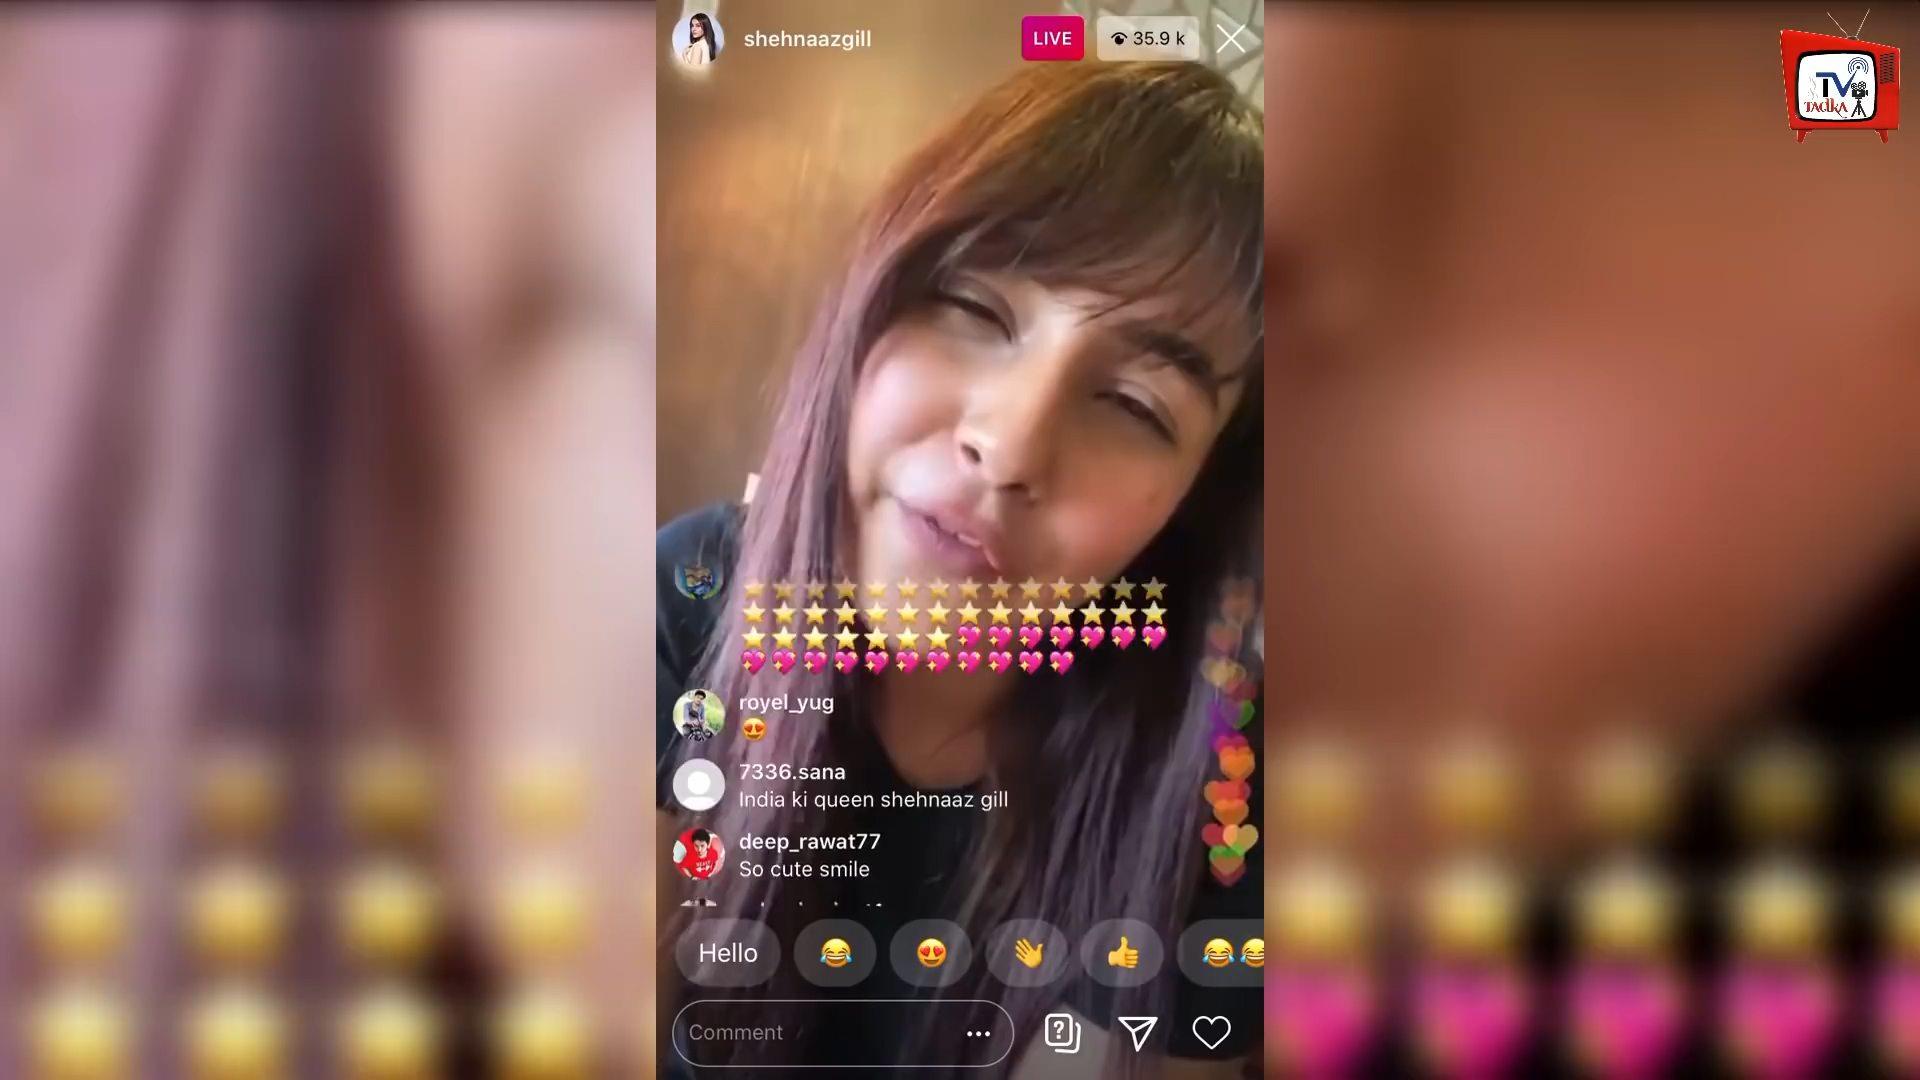 shehnaazgill
LIVE
35.9 k
TV
TADKA
royel_yug
😍
7336.sana
India ki queen shehnaaz gill
deep_rawat77
So cute smile
Hello
Comment